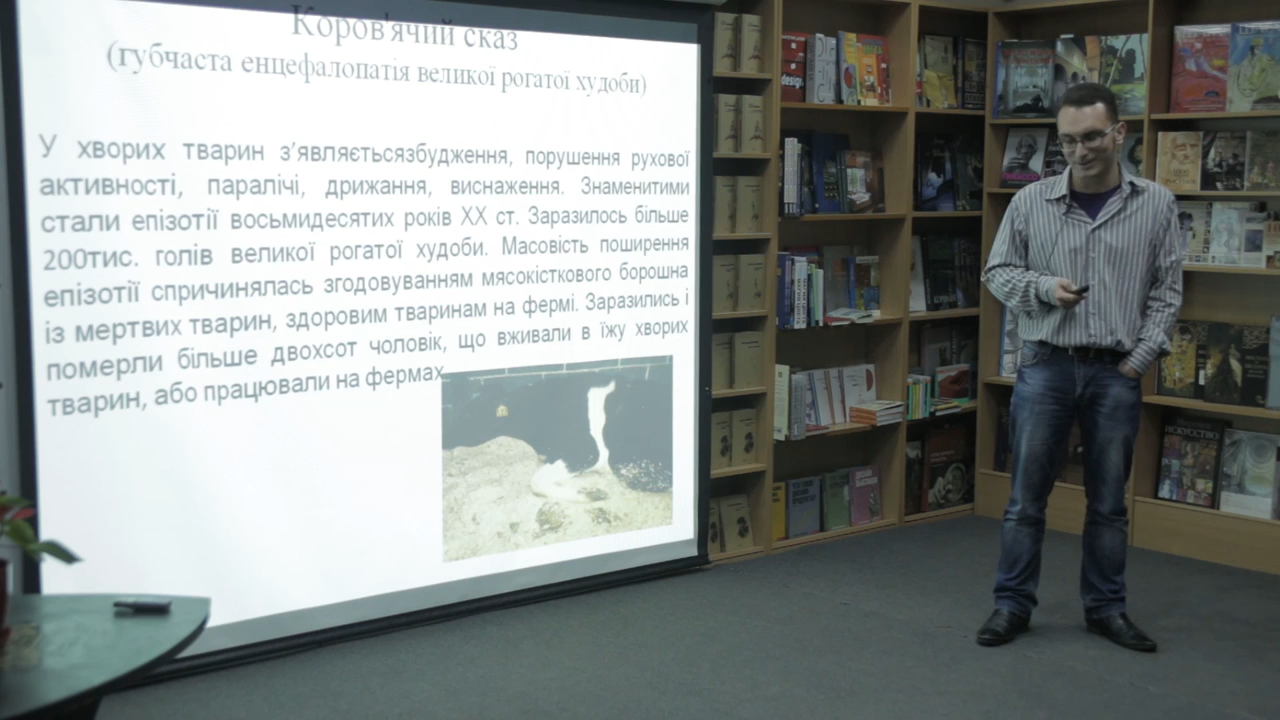 Коров'ячий сказ
(губчаста енцефалопатія великої рогатої худоби)
У хворих тварин з’являєтьсязбудження, порушення рухової
активності, паралічі, дрижання, виснаження. Знаменитими
стали епізотії восьмидесятих років ХХ ст. Заразилось більше
200тис. голів великої рогатої худоби. Масовість поширення
епізотії спричинялась згодовуванням мясокісткового борошна
із мертвих тварин, здоровим тваринам на фермі. Заразились і
померли більше двохсот чоловік, що вживали в їжу хворих
тварин, або працювали на фермах
design
ИСКУССТВО